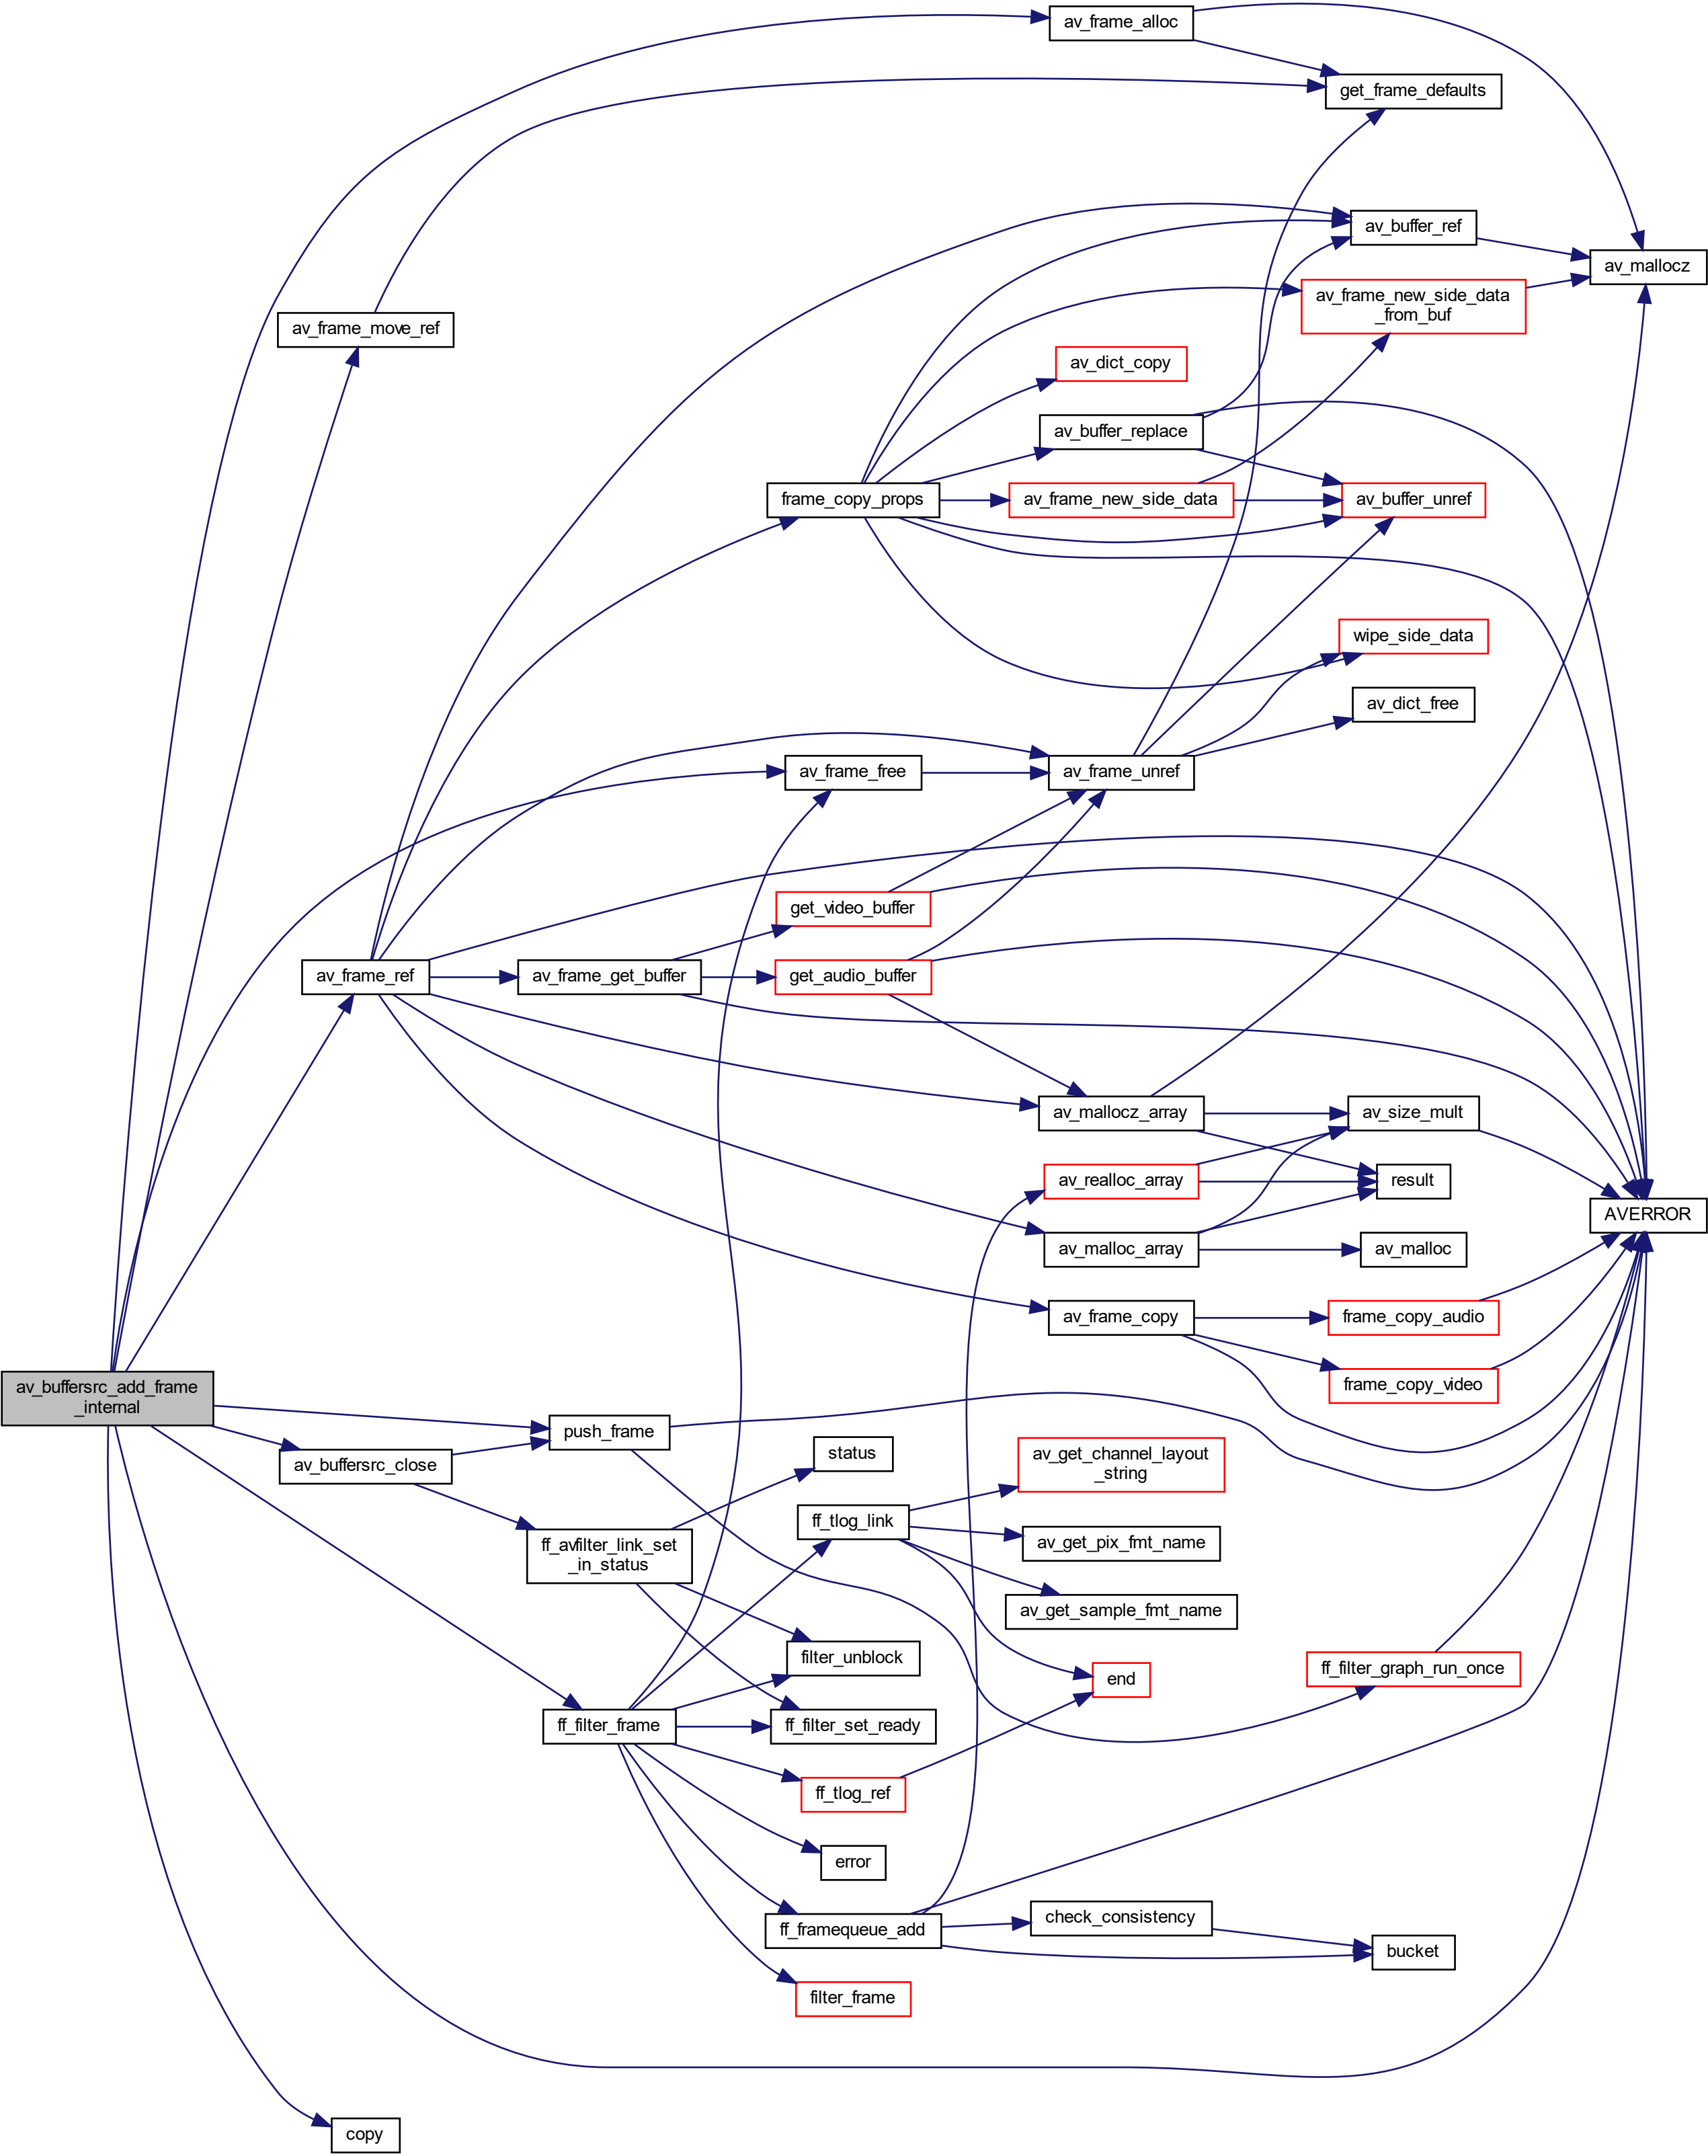 av_frame_alloc
get_frame_defaults
av_buffer_ref
av_mallocz
av_frame_new_side_data
_from_buf
av_frame_move_ref
av_dict_copy
av_buffer_replace
frame_copy_props
av_frame_new_side_data
av_buffer_unref
wipe_side_data
av_dict_free
av_frame_free
av_frame_unref
get_video_buffer
av_frame_ref
av_frame_get_buffer
get_audio_buffer
av_mallocz_array
av_size_mult
av_realloc_array
result
AVERROR
av_malloc_array
av_malloc
av_frame_copy
frame_copy_audio
frame_copy_video
av_buffersrc_add_frame
_internal
push_frame
av_buffersrc_close
status
av_get_channel_layout
_string
ff_tlog_link
av_get_pix_fmt_name
ff_avfilter_link_set
_in_status
av_get_sample_fmt_name
filter_unblock
end
ff_filter_graph_run_once
ff_filter_frame
ff_filter_set_ready
ff_tlog_ref
error
check_consistency
ff_framequeue_add
bucket
filter_frame
copy